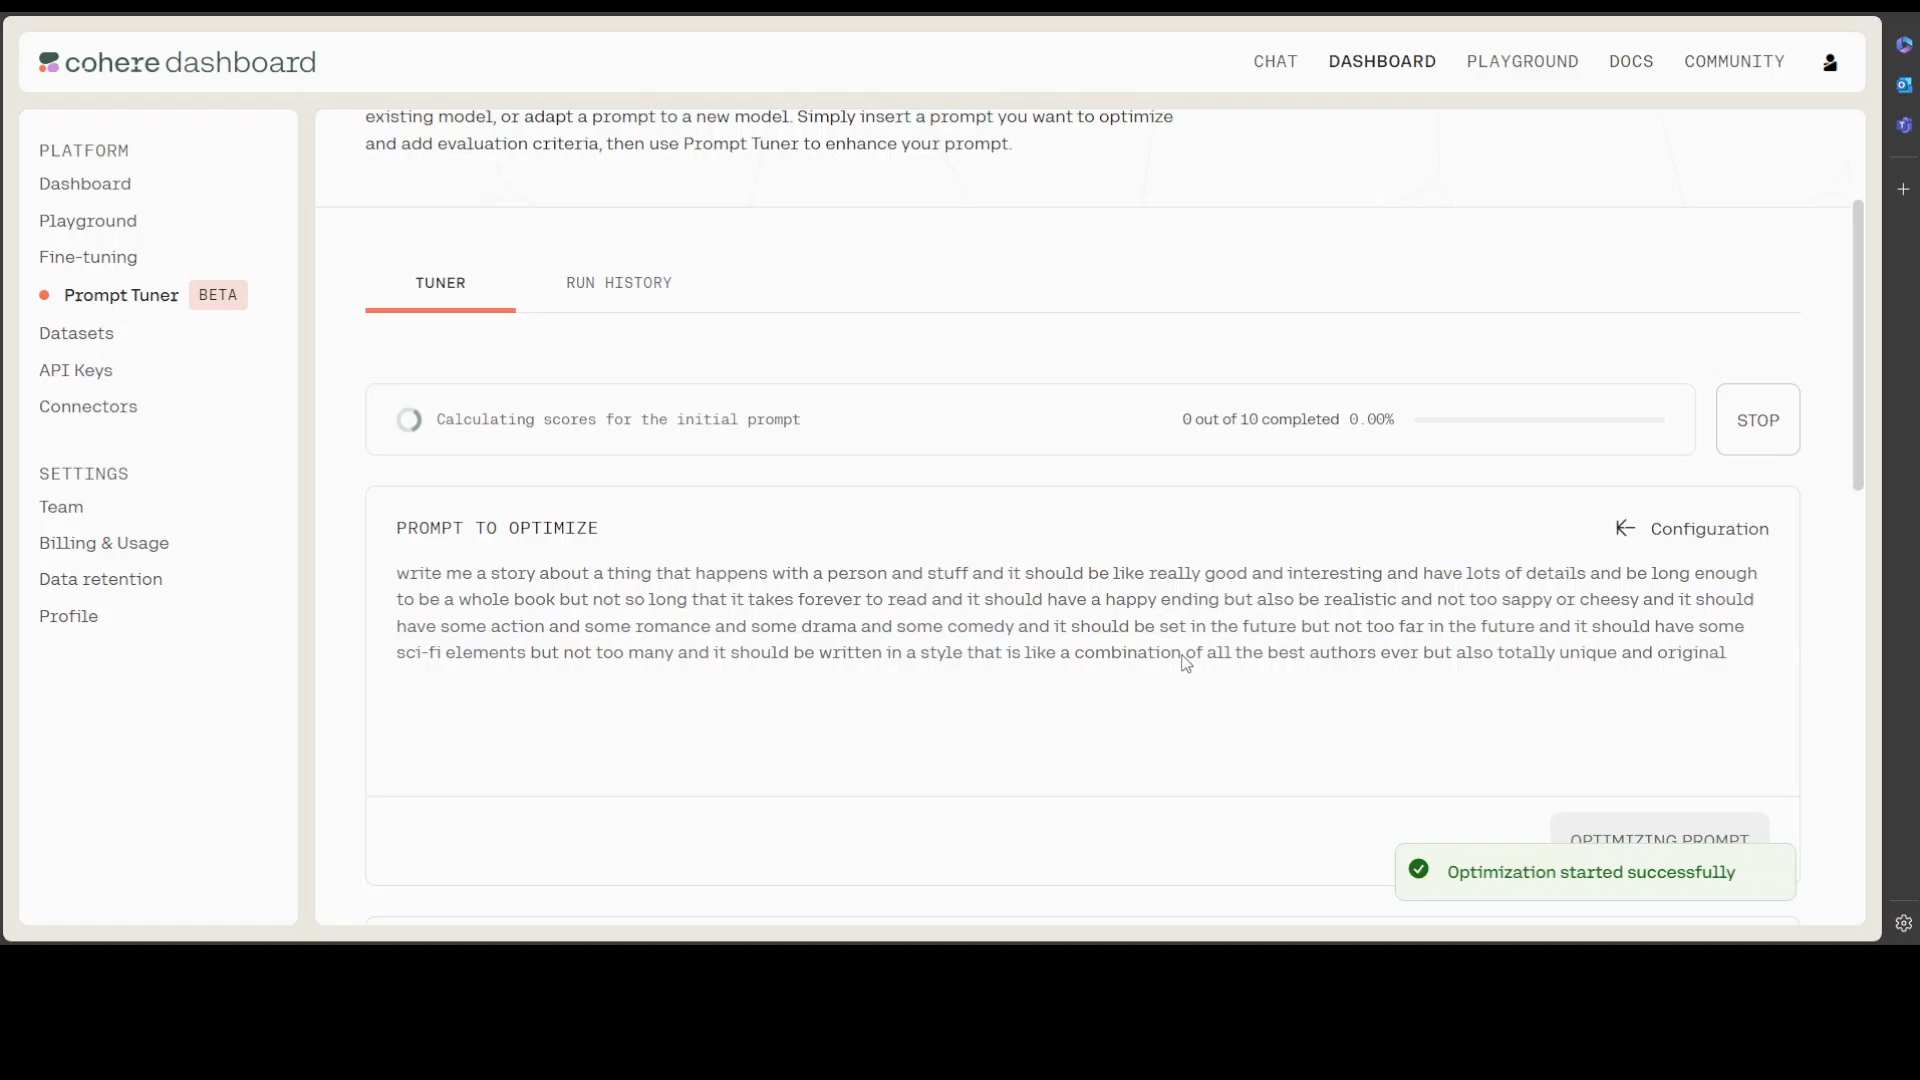 cohere dashboard
CHAT DASHBOARD PLAYGROUND DOCS COMMUNITY
PLATFORM
Dashboard
Playground
Fine-tuning
Prompt Tuner BETA
Datasets
API Keys
Connectors
SETTINGS
Team
Billing & Usage
Data retention
Profile
existing model, or adapt a prompt to a new model. Simply insert a prompt you want to optimize
and add evaluation criteria, then use Prompt Tuner to enhance your prompt.
TUNER RUN HISTORY
Calculating scores for the initial prompt 0 out of 10 completed 0.00% STOP
PROMPT TO OPTIMIZE Configuration
write me a story about a thing that happens with a person and stuff and it should be like really good and interesting and have lots of details and be long enough
to be a whole book but not so long that it takes forever to read and it should have a happy ending but also be realistic and not too sappy or cheesy and it should
have some action and some romance and some drama and some comedy and it should be set in the future but not too far in the future and it should have some
sci-fi elements but not too many and it should be written in a style that is like a combination of all the best authors ever but also totally unique and original
OPTIMIZING PROMPT
Optimization started successfully